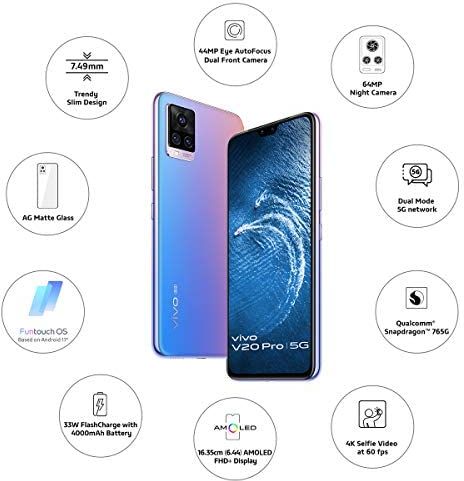 44MP Eye AutoFocus
Dual Front Camera
7.49mm
Trendy
Slim Design
64MP
Night Camera
AG Matte Glass
5G
Dual Mode
5G network
vivo
vivo
V20 Pro | 5G
Funtouch OS
Based on Android 11*
Qualcomm®
Snapdragon™ 765G
33W FlashCharge with
4000mAh Battery
AMOLED
16.35cm (6.44) AMOLED
FHD+ Display
4K Selfie Video
at 60 fps